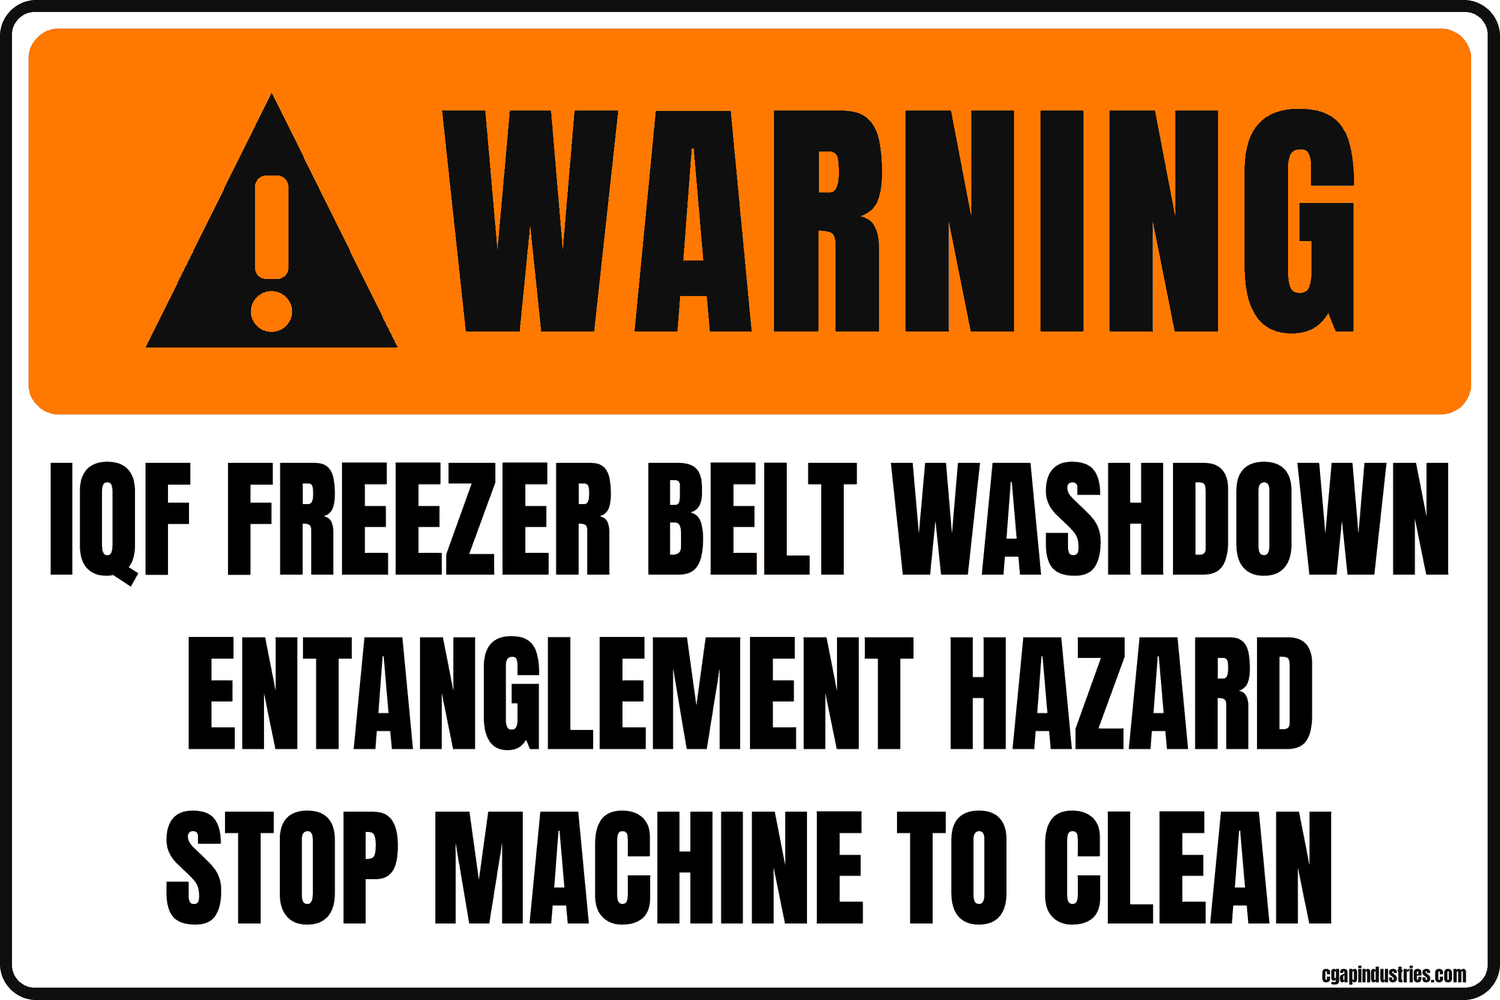 WARNING
IQF FREEZER BELT WASHDOWN
ENTANGLEMENT HAZARD
STOP MACHINE TO CLEAN
cgapindustries.com